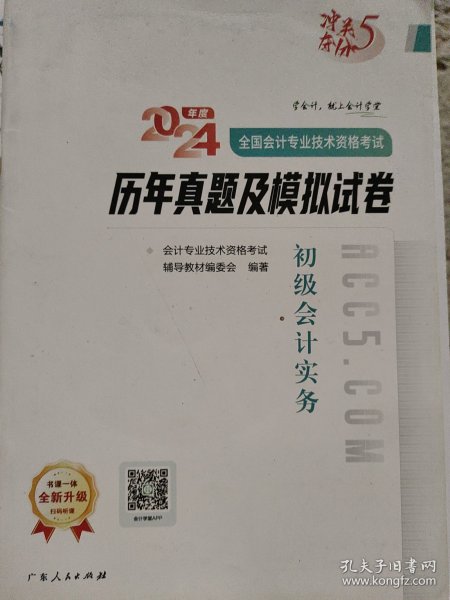 冲关
夺分5
学会计，就上会计学堂
2024年度
全国会计专业技术资格考试
历年真题及模拟试卷
会计专业技术资格考试
辅导教材编委会 编著
初级会计实务
ACC5.COM
书课一体
全新升级
扫码听课
会计学堂APP
广东人民出版社
孔夫子旧书网
www.kongfz.com